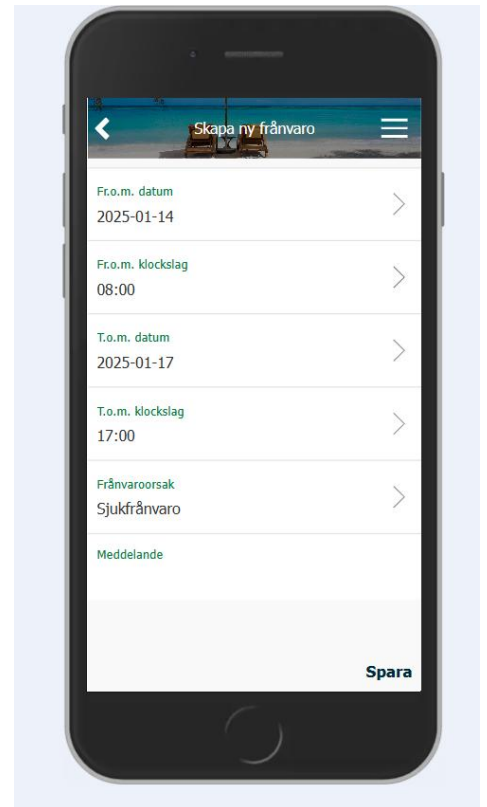 Skapa ny frånvaro
Fr.o.m. datum
2025-01-14
Fr.o.m. klockslag
08:00
T.o.m. datum
2025-01-17
T.o.m. klockslag
17:00
Frånvaroorsak
Sjukfrånvaro
Meddelande
Spara